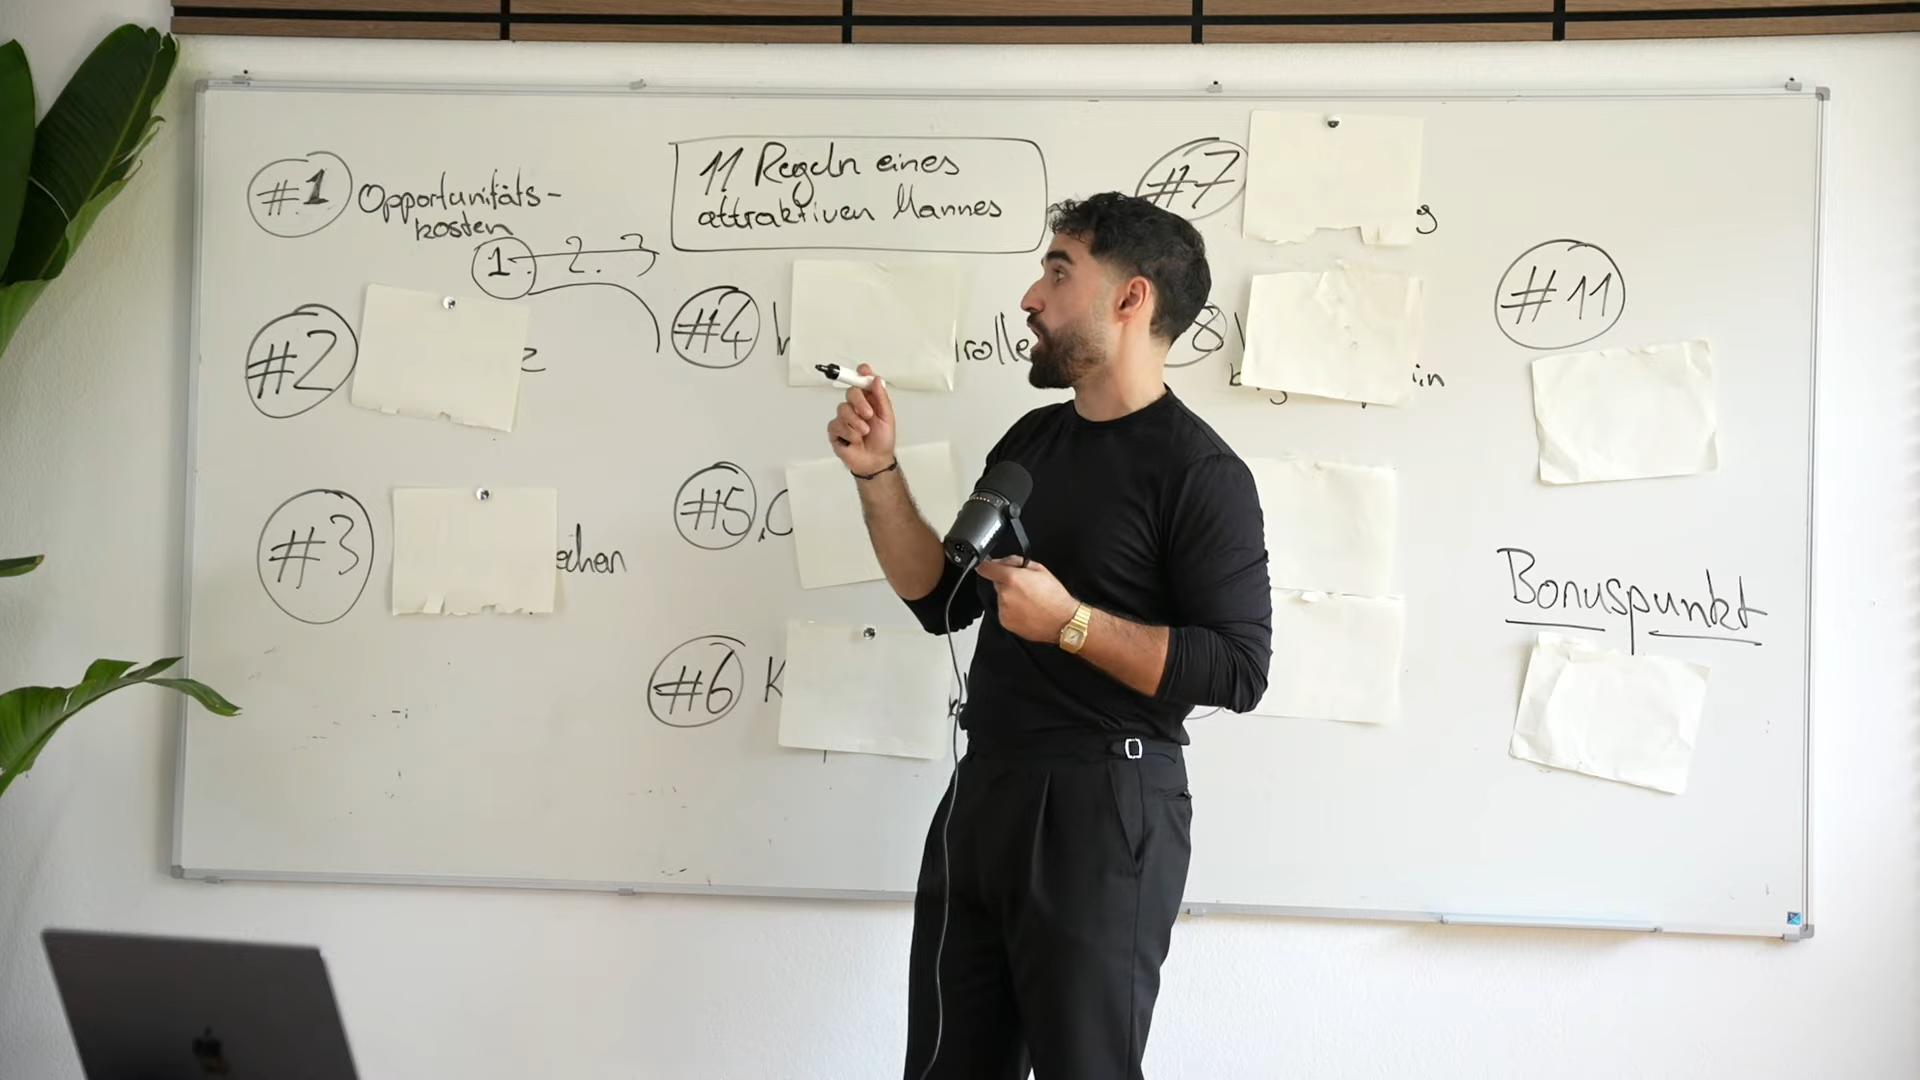 #1 Opportunitäts-
kosten
1. 2. 3
#2
#3
11 Regeln eines
attraktiven Mannes
#4
#5
#6
#7
8
#11
Bonuspunkt